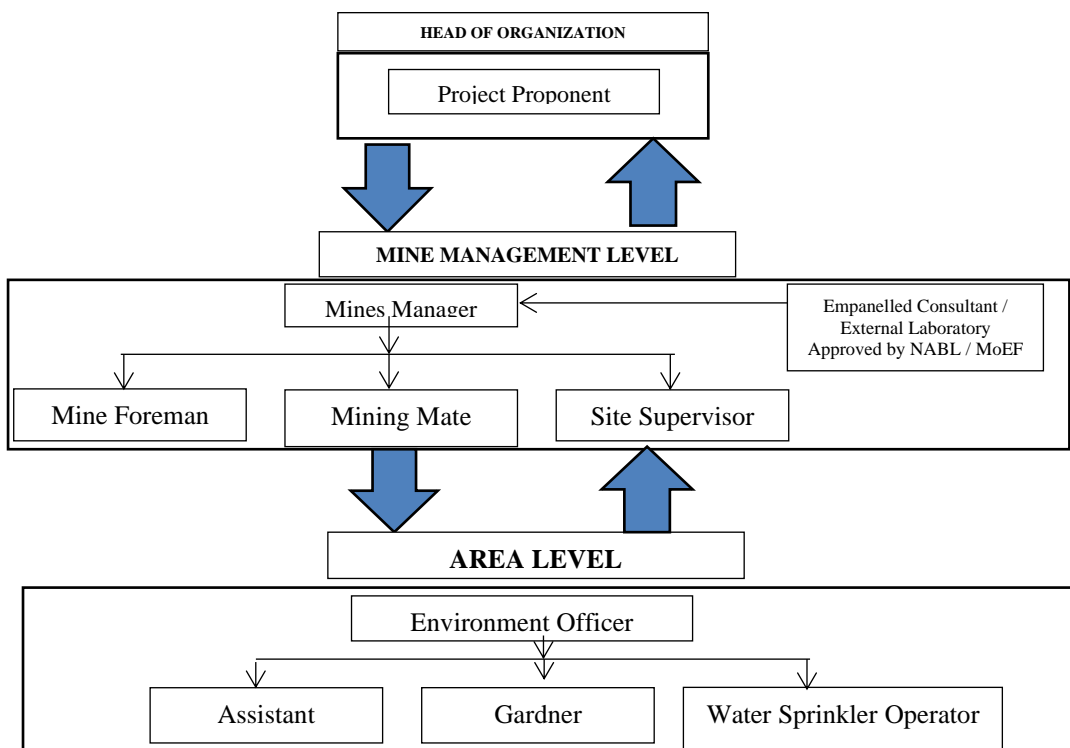 HEAD OF ORGANIZATION
Project Proponent
MINE MANAGEMENT LEVEL
Mines Manager
Empanelled Consultant /
External Laboratory
Approved by NABL / MoEF
Mine Foreman
Mining Mate
Site Supervisor
AREA LEVEL
Environment Officer
Assistant
Gardner
Water Sprinkler Operator